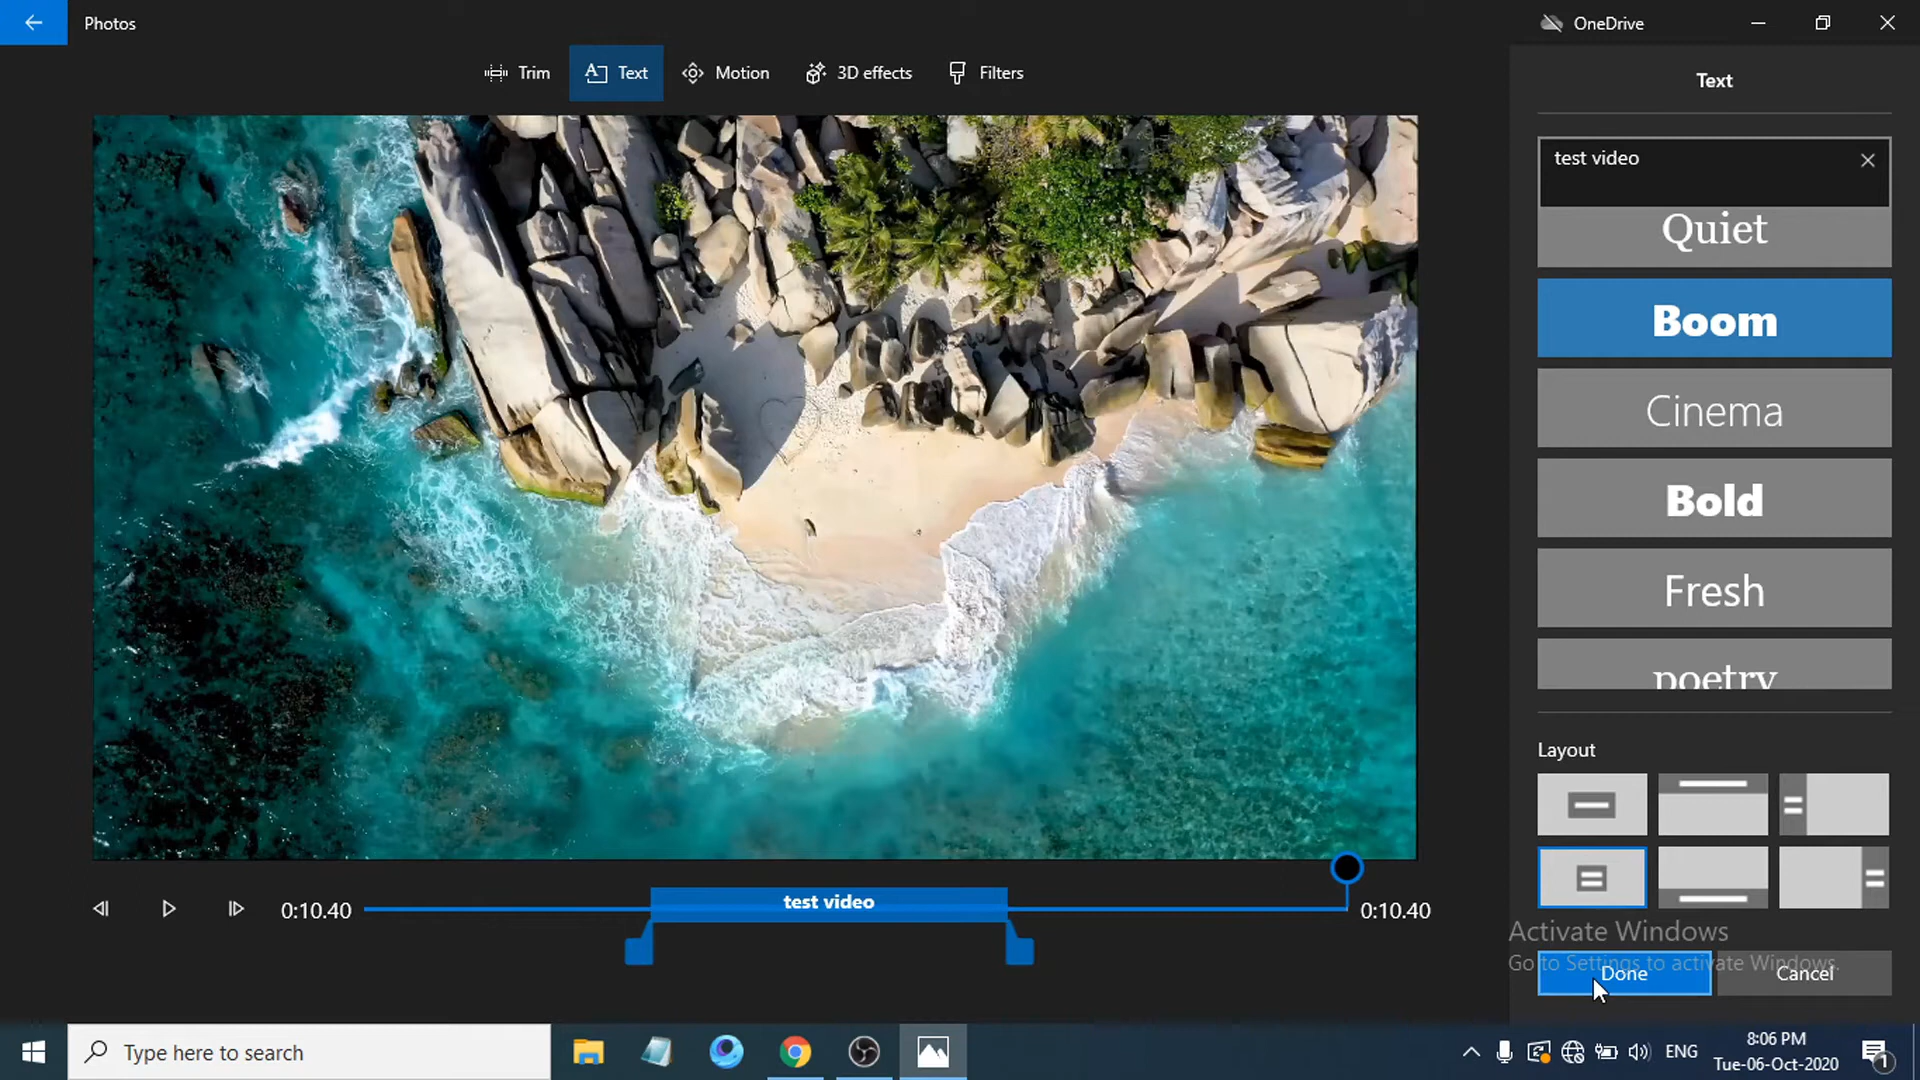 Photos
OneDrive
Trim
Text
Motion
3D effects
Filters
Text
test video
Quiet
Boom
Cinema
Bold
Fresh
poetry
Layout
0:10.40
test video
0:10.40
Activate Windows
Go to Settings to activate Windows.
Done
Cancel
Type here to search
ENG
8:06 PM
Tue-06-Oct-2020
1